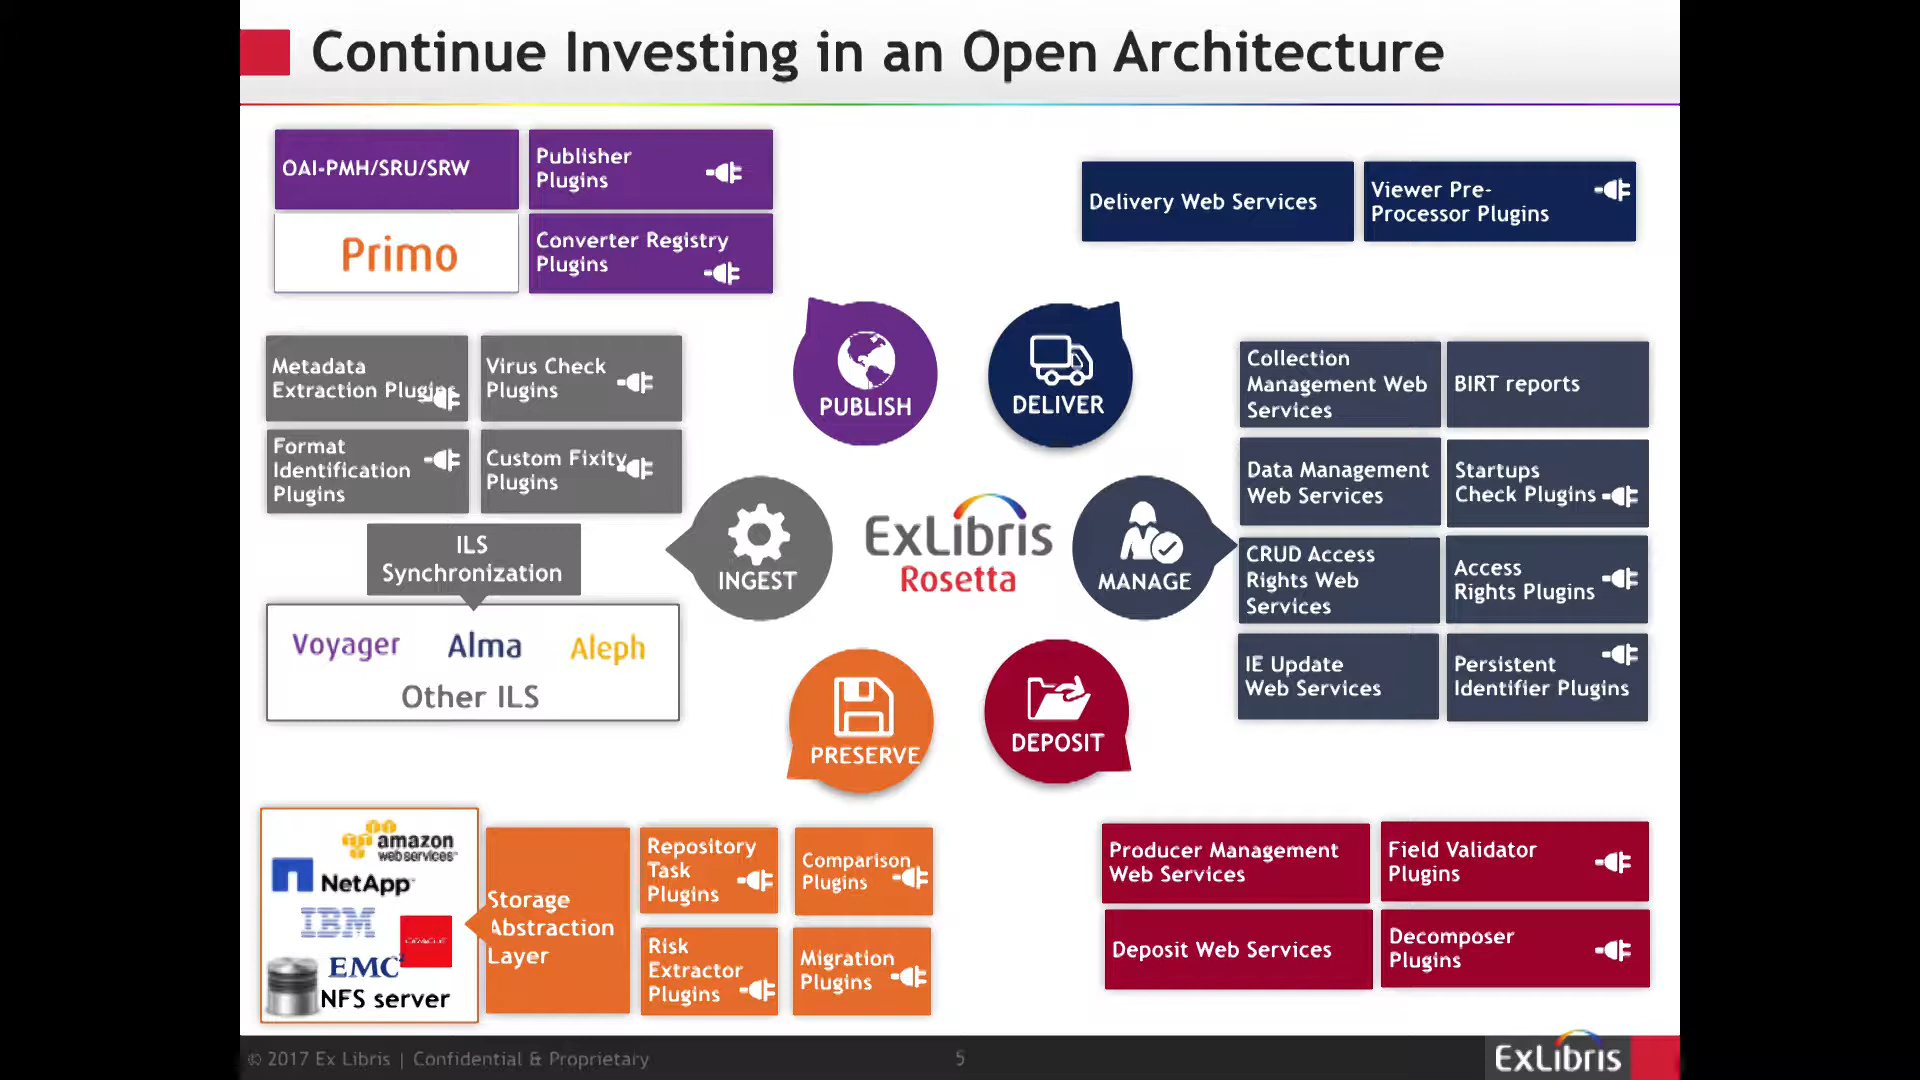 Continue Investing in an Open Architecture
OAI-PMH/SRU/SRW
Publisher
Plugins
Primo
Converter Registry
Plugins
Delivery Web Services
Viewer Pre-
Processor Plugins
Metadata
Extraction Plugins
Virus Check
Plugins
Format
Identification
Plugins
Custom Fixity
Plugins
ILS
Synchronization
Voyager
Alma
Aleph
Other ILS
PUBLISH
DELIVER
INGEST
ExLibris
Rosetta
MANAGE
PRESERVE
DEPOSIT
Collection
Management Web
Services
BIRT reports
Data Management
Web Services
Startups
Check Plugins
CRUD Access
Rights Web
Services
Access
Rights Plugins
IE Update
Web Services
Persistent
Identifier Plugins
amazon
webservices™
NetApp™
IBM
ORACLE
EMC²
NFS server
Storage
Abstraction
Layer
Repository
Task
Plugins
Comparison
Plugins
Risk
Extractor
Plugins
Migration
Plugins
Producer Management
Web Services
Field Validator
Plugins
Deposit Web Services
Decomposer
Plugins
© 2017 Ex Libris | Confidential & Proprietary
5
ExLibris